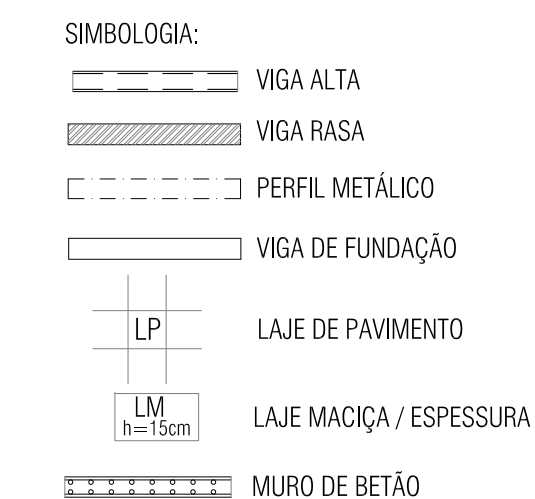 SIMBOLOGIA:
VIGA ALTA
VIGA RASA
PERFIL METÁLICO
VIGA DE FUNDAÇÃO
LP LAJE DE PAVIMENTO
LM
h=15cm LAJE MACIÇA / ESPESSURA
MURO DE BETÃO